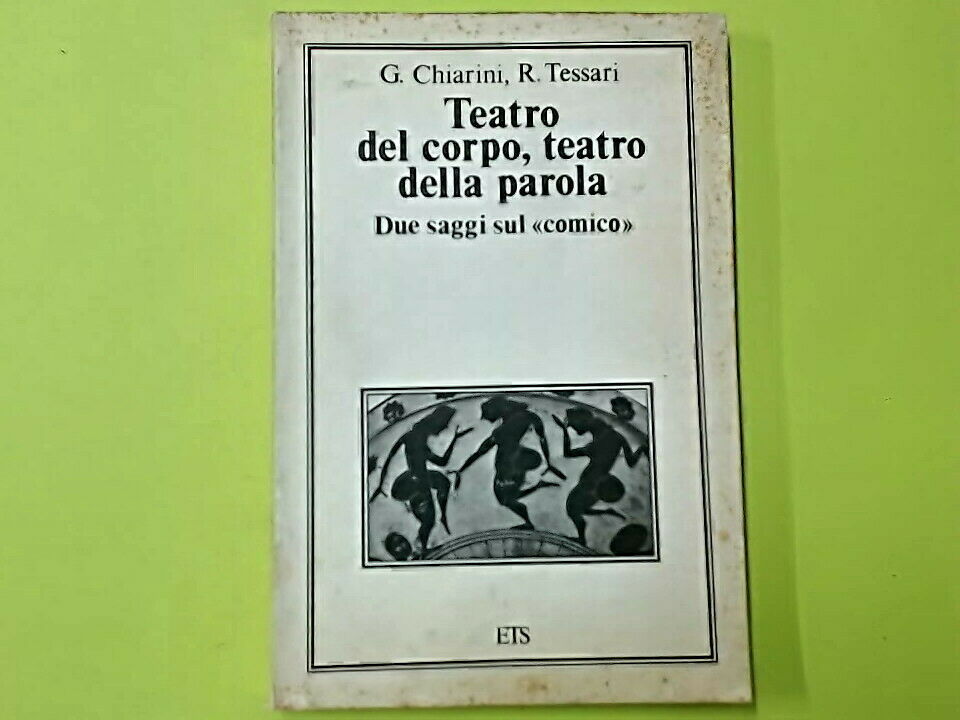 G. Chiarini, R. Tessari
Teatro
del corpo, teatro
della parola
Due saggi sul «comico»
ETS